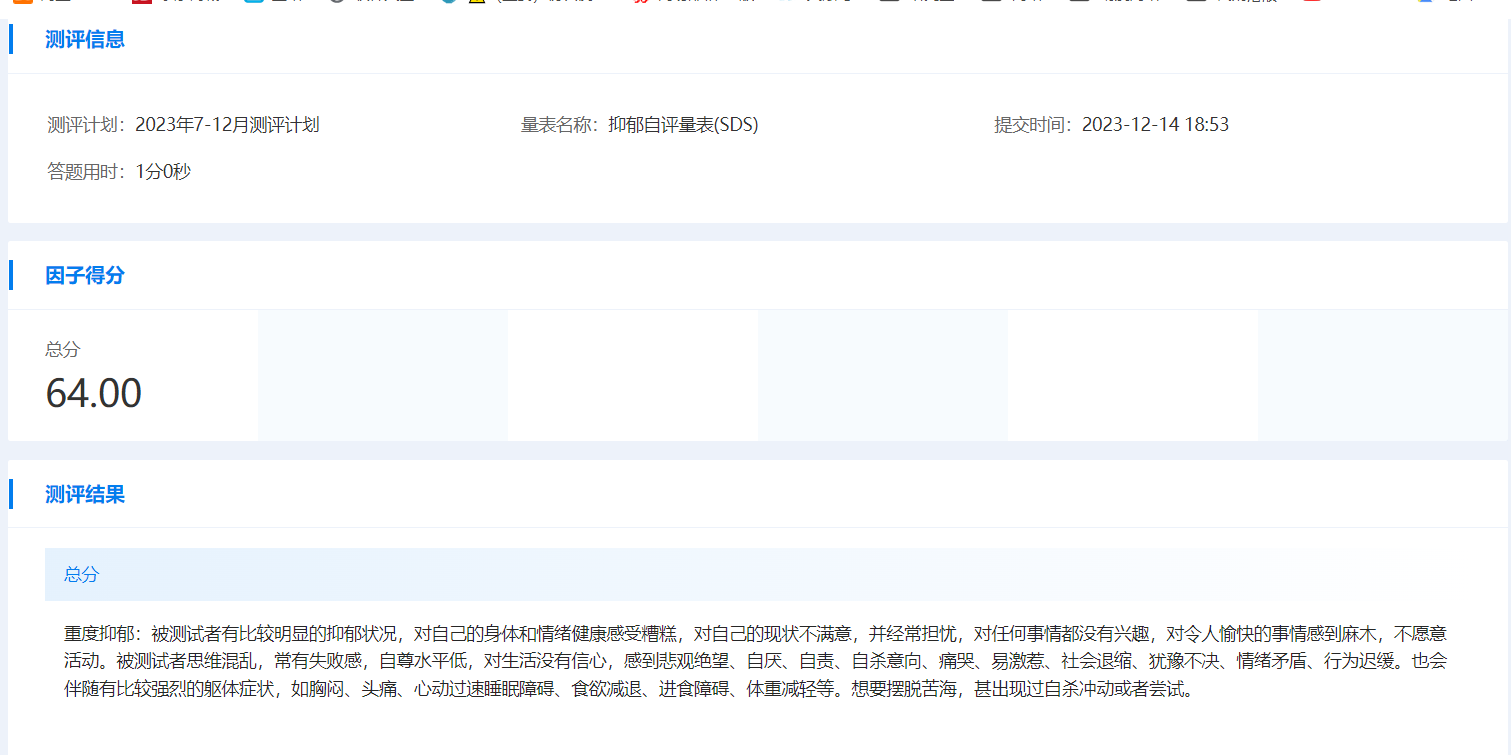 测评信息
测评计划：2023年7-12月测评计划
量表名称：抑郁自评量表(SDS)
提交时间：2023-12-14 18:53
答题用时：1分0秒
因子得分
总分
64.00
测评结果
总分
重度抑郁：被测试者有比较明显的抑郁状况，对自己的身体和情绪健康感受糟糕，对自己的现状不满意，并经常担忧，对任何事情都没有兴趣，对令人愉快的事情感到麻木，不愿意
活动。被测试者思维混乱，常有失败感，自尊水平低，对生活没有信心，感到悲观绝望、自厌、自责、自杀意向、痛哭、易激惹、社会退缩、犹豫不决、情绪矛盾、行为迟缓。也会
伴随有比较强烈的躯体症状，如胸闷、头痛、心动过速睡眠障碍、食欲减退、进食障碍、体重减轻等。想要摆脱苦海，甚出现过自杀冲动或者尝试。